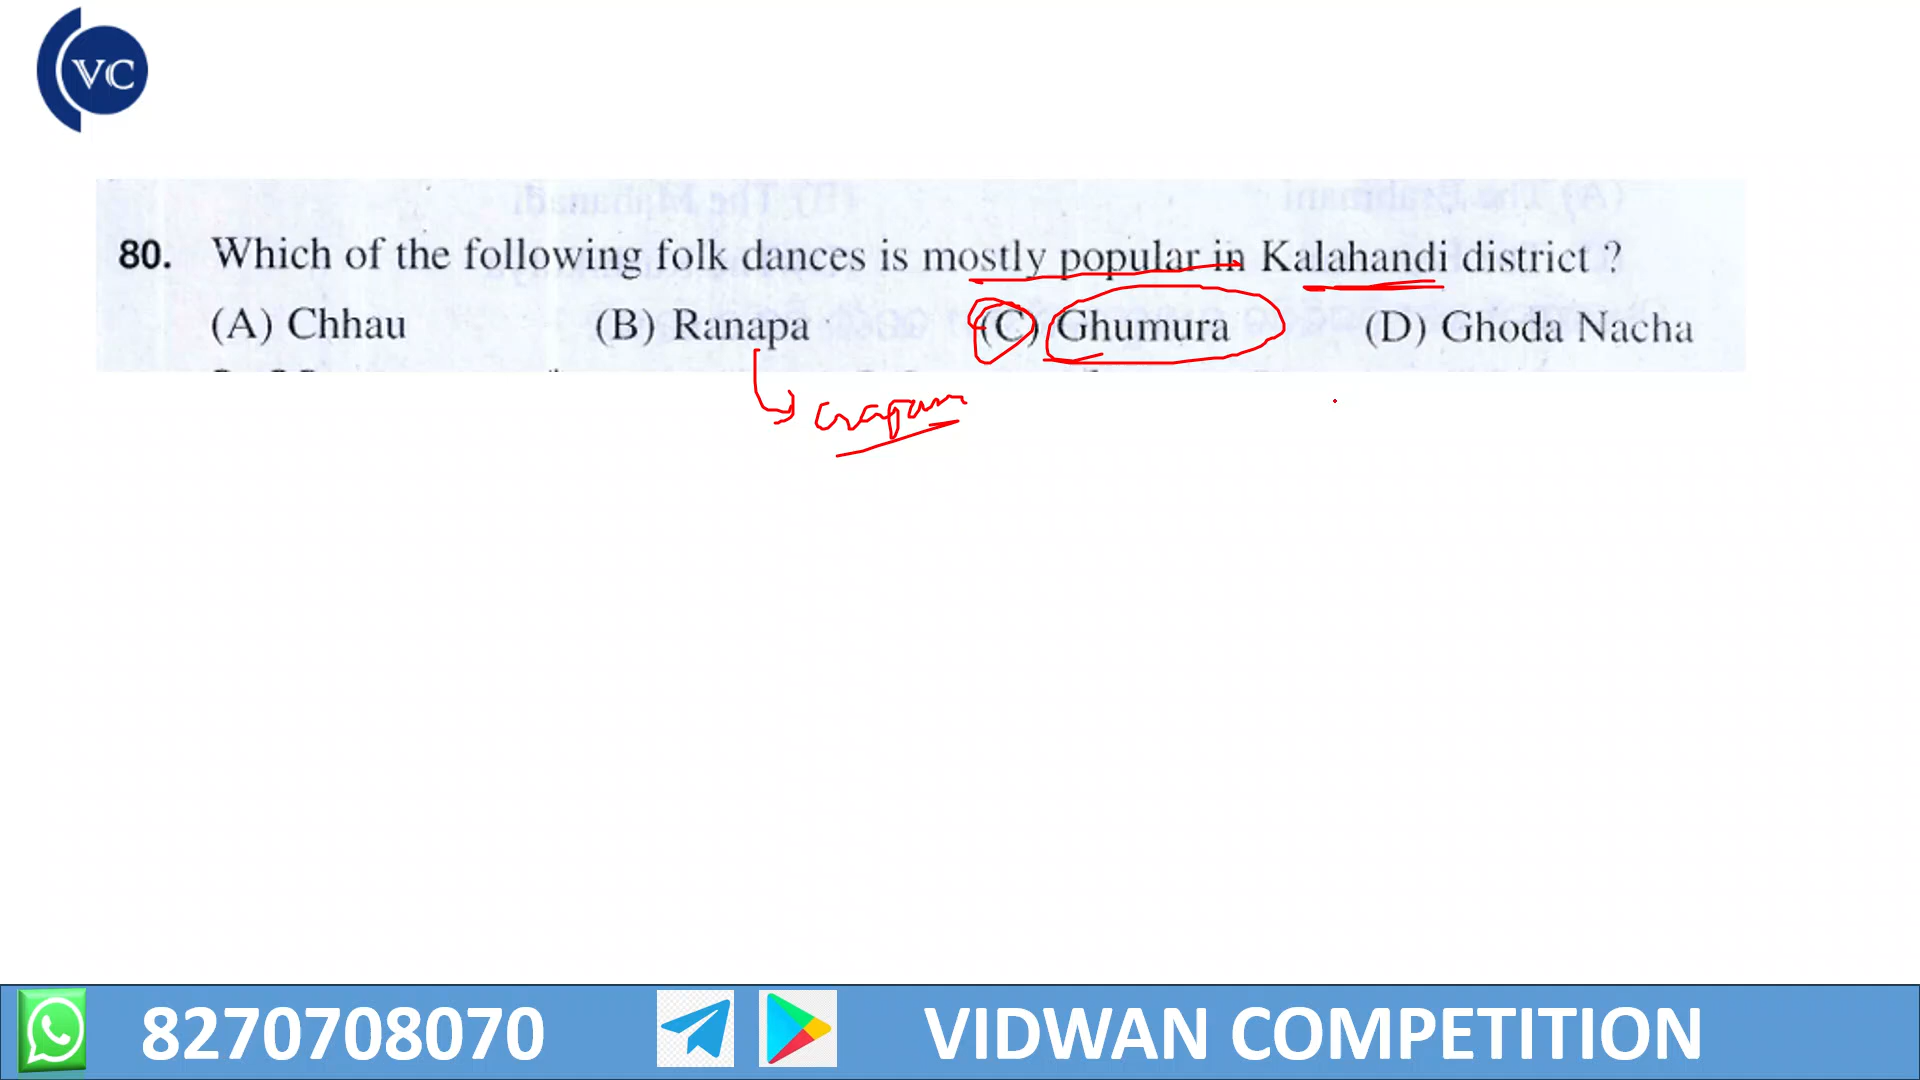 VC
80. Which of the following folk dances is mostly popular in Kalahandi district ?
(A) Chhau (B) Ranapa (C) Ghumura (D) Ghoda Nacha
8270708070 VIDWAN COMPETITION